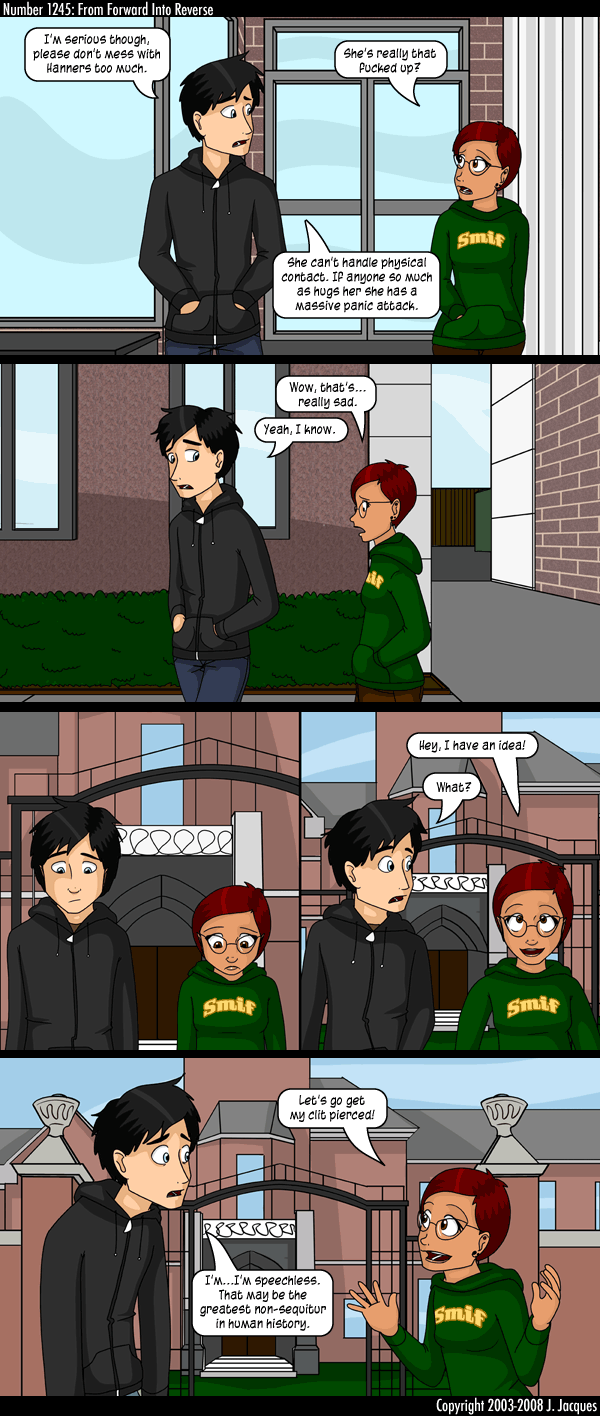 Number 1245: From Forward Into Reverse
I'm serious though,
please don't mess with
Hanners too much.
She's really that
fucked up?
Smif
She can't handle physical
contact. If anyone so much
as hugs her she has a
massive panic attack.
Wow, that's...
really sad.
Yeah, I know.
if
Smif
Hey, I have an idea!
What?
Smif
Let's go get
my clit pierced!
I'm...I'm speechless.
That may be the
greatest non-sequitur
in human history.
Smif
Copyright 2003-2008 J. Jacques